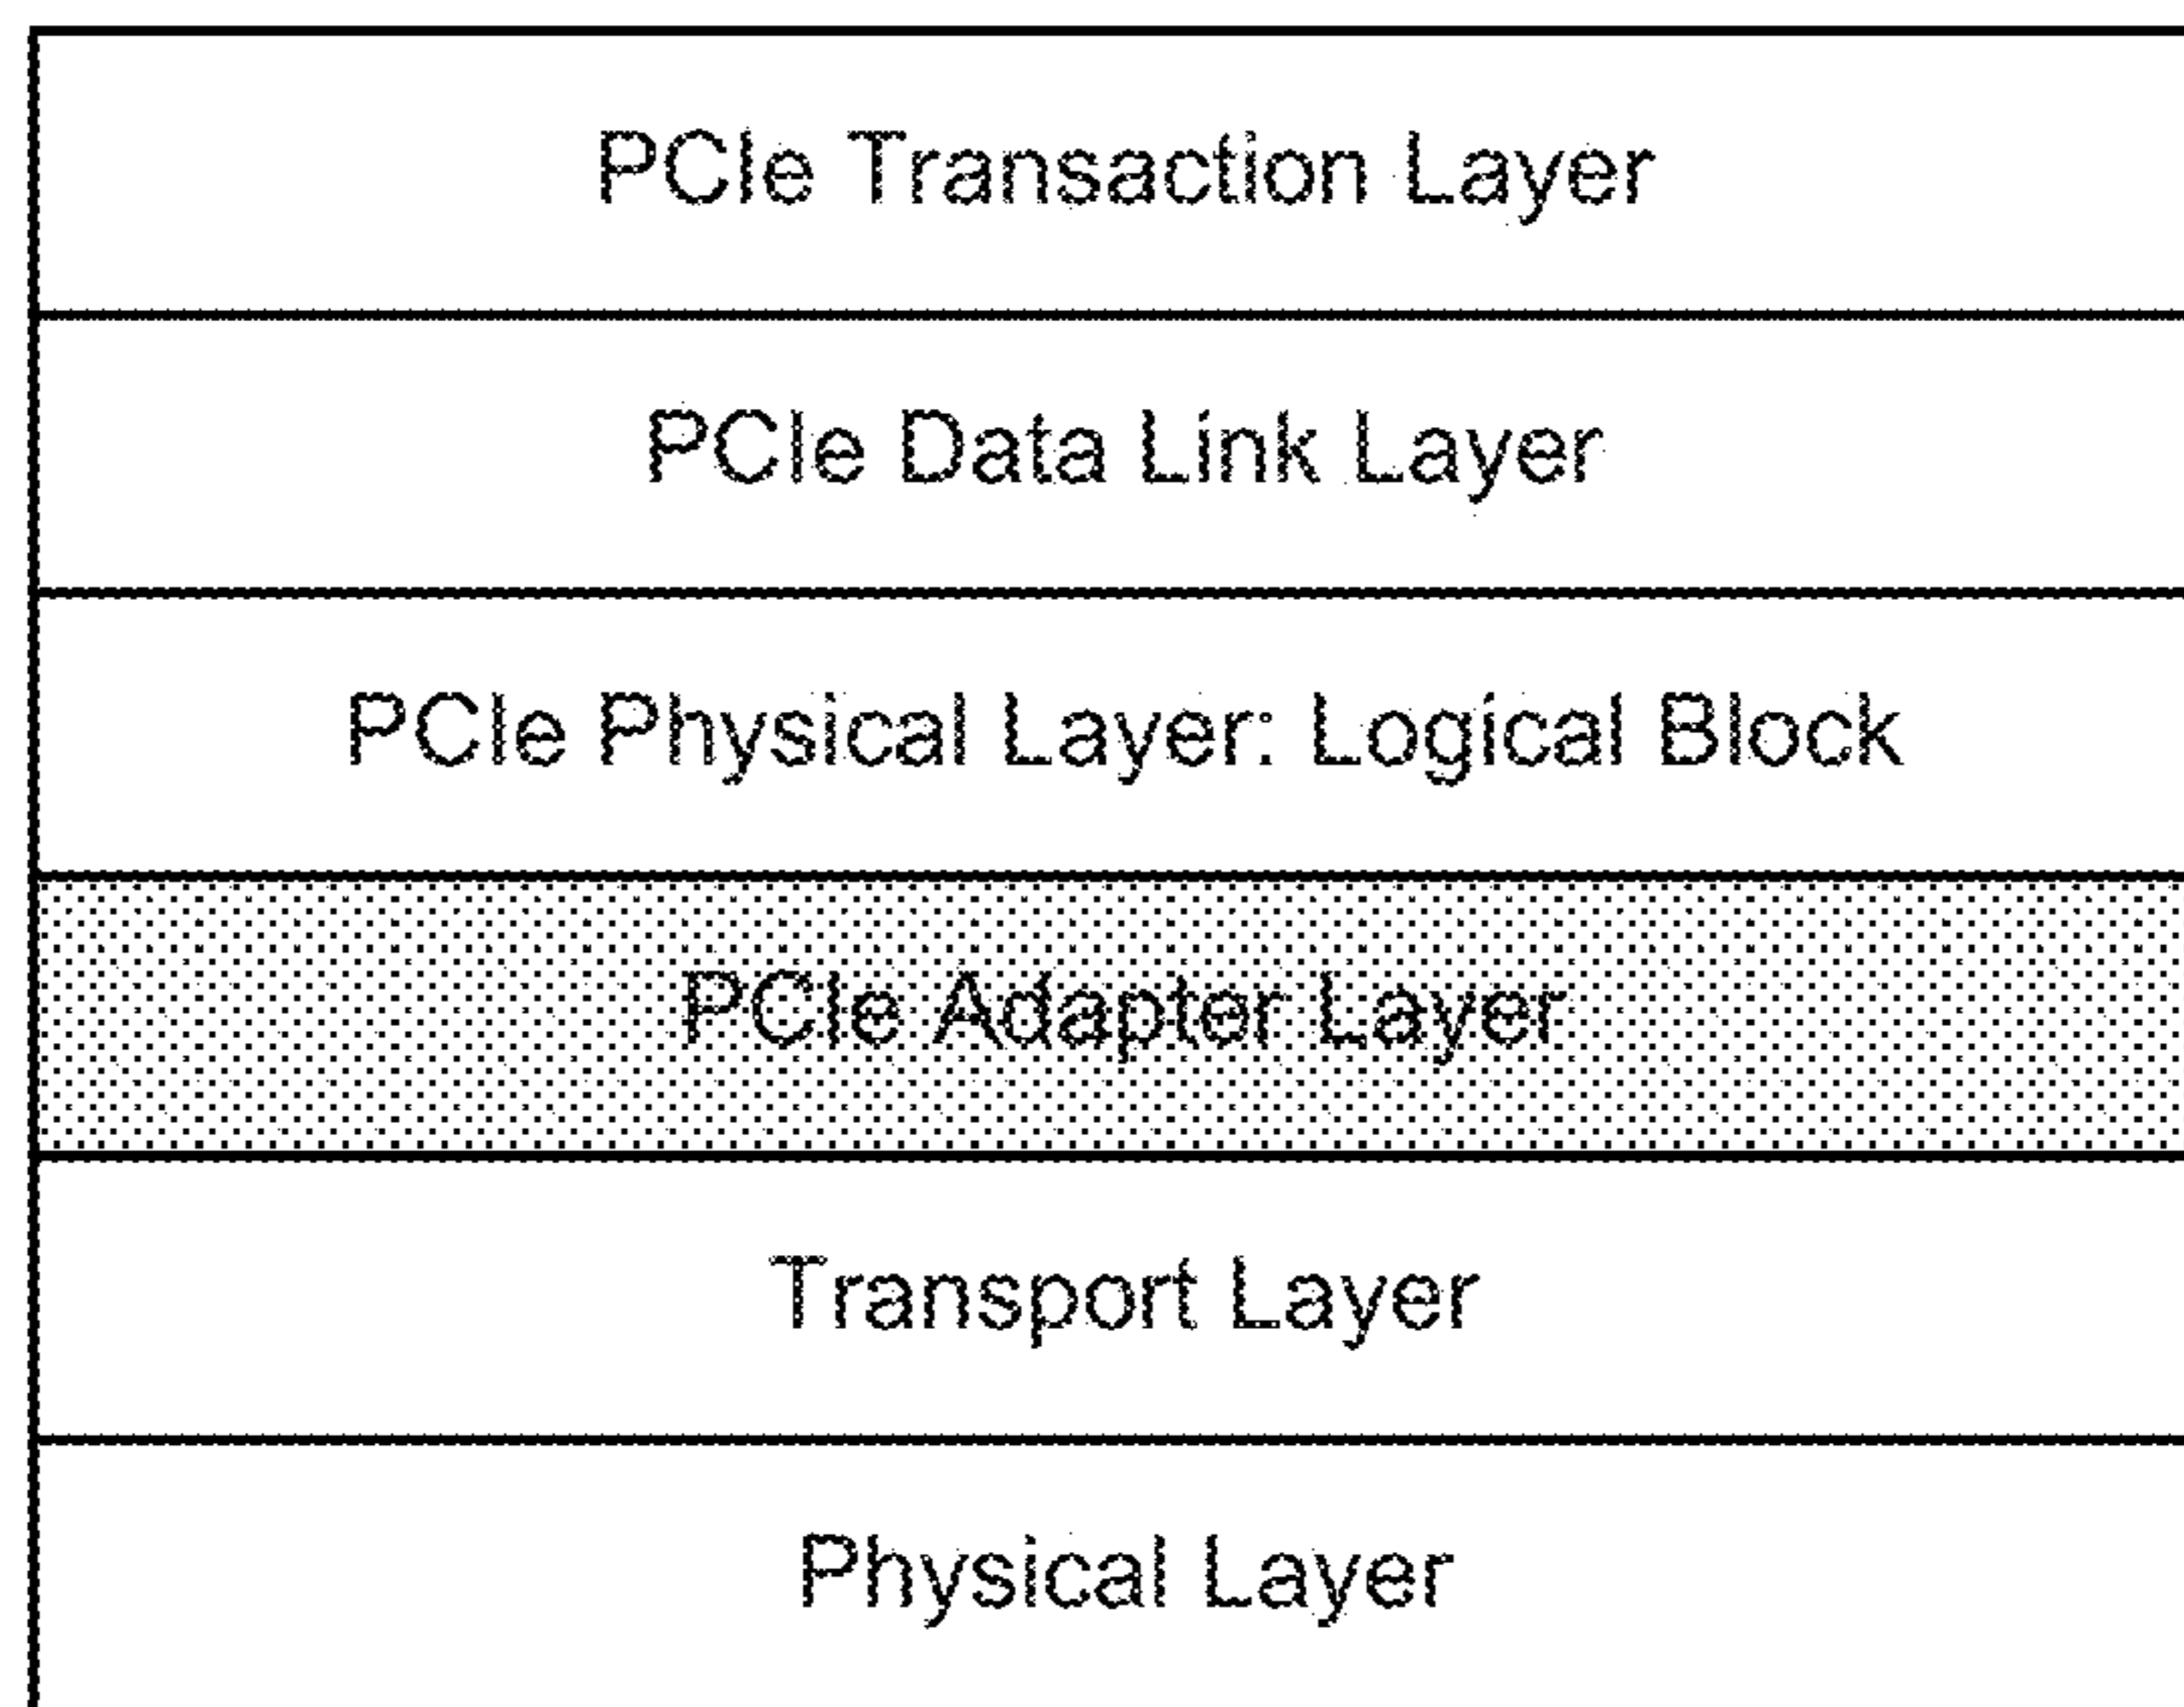 PCIe Transaction Layer
PCIe Data Link Layer
PCIe Physical Layer: Logical Block
PCIe Adapter Layer
Transport Layer
Physical Layer